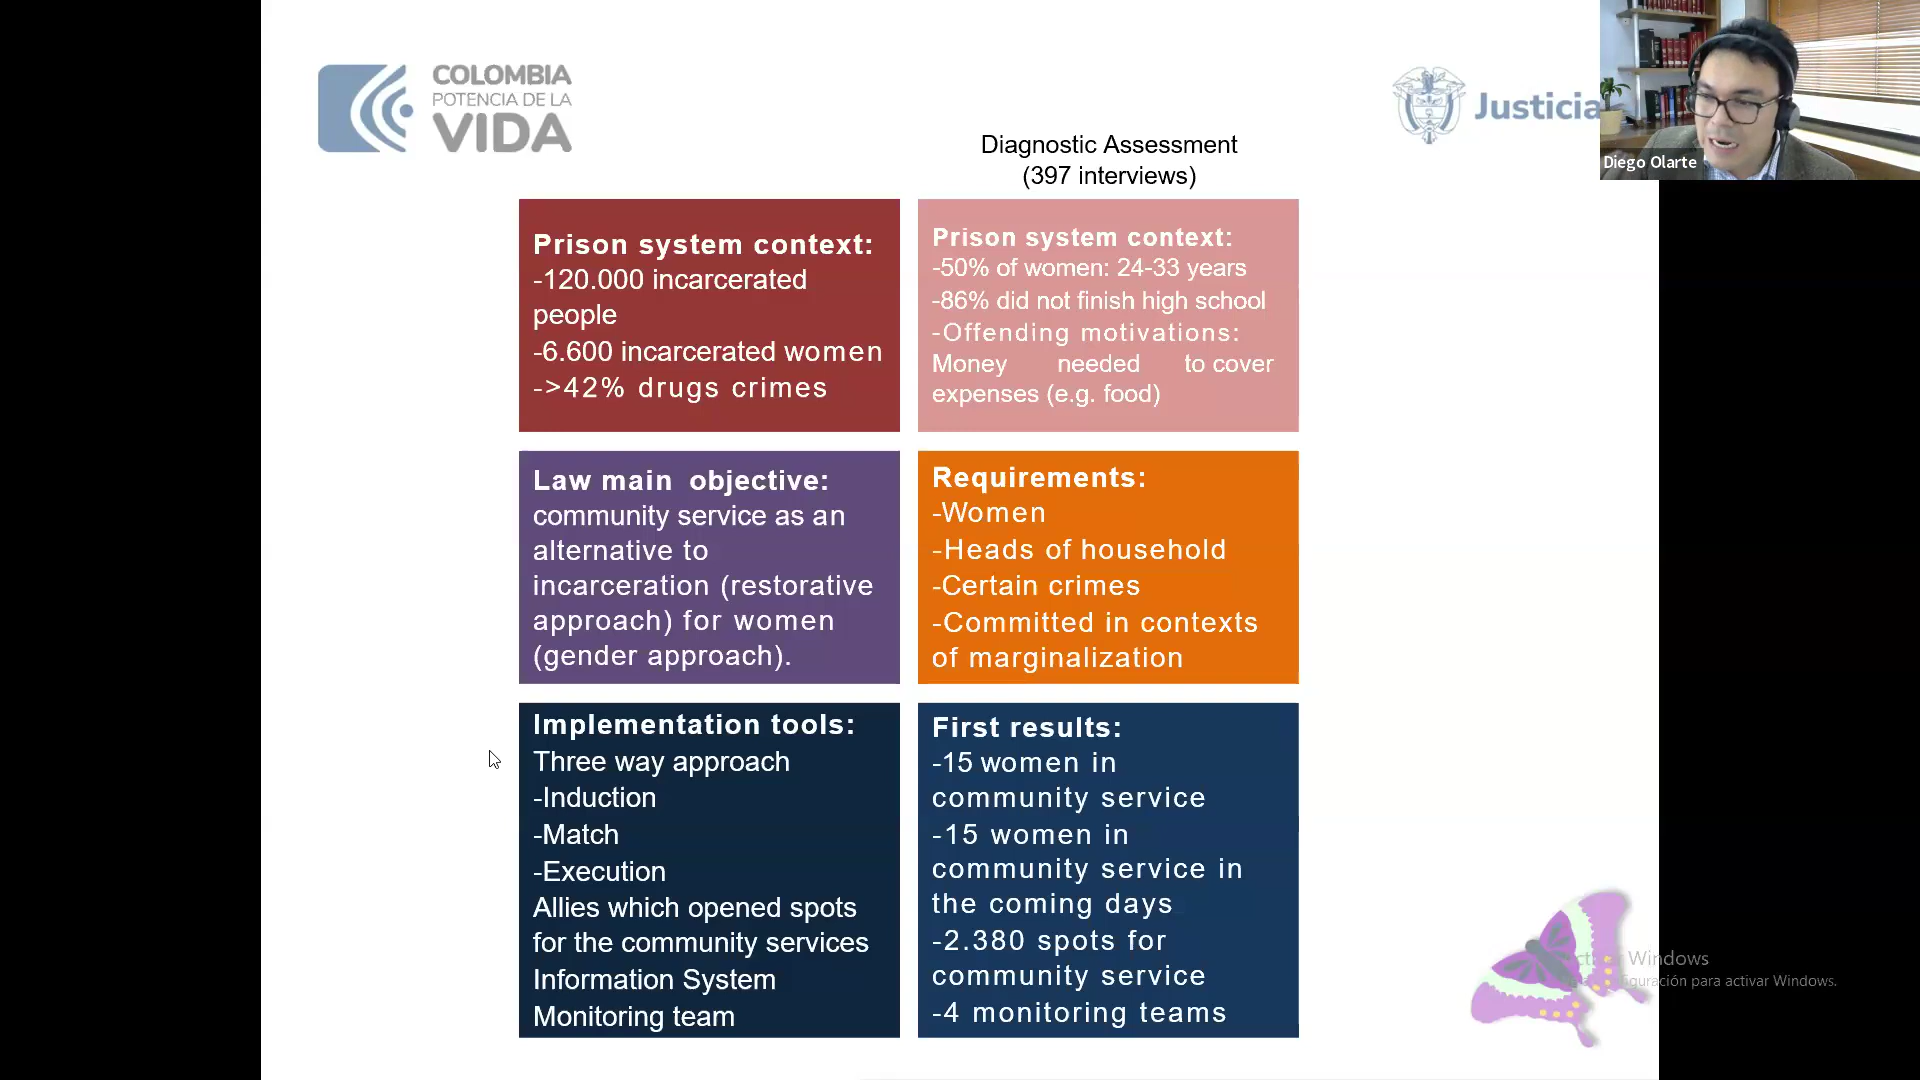 COLOMBIA
POTENCIA DE LA
VIDA
Justicia
Diego Olarte
Diagnostic Assessment
(397 interviews)
Prison system context:
-120.000 incarcerated
people
-6.600 incarcerated women
->42% drugs crimes
Prison system context:
-50% of women: 24-33 years
-86% did not finish high school
-Offending motivations:
Money needed to cover
expenses (e.g. food)
Law main objective:
community service as an
alternative to
incarceration (restorative
approach) for women
(gender approach).
Requirements:
-Women
-Heads of household
-Certain crimes
-Committed in contexts
of marginalization
Implementation tools:
Three way approach
-Induction
-Match
-Execution
Allies which opened spots
for the community services
Information System
Monitoring team
First results:
-15 women in
community service
-15 women in
community service in
the coming days
-2.380 spots for
community service
-4 monitoring teams
Windows
para activar Windows.